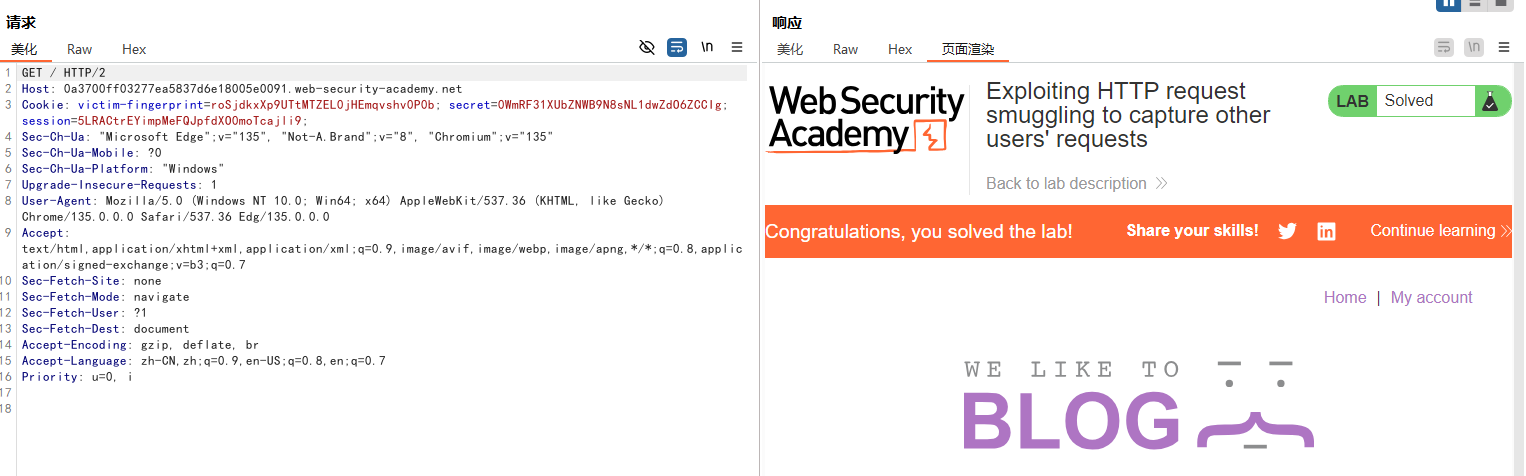 请求
美化 Raw Hex
\n
1 GET / HTTP/2
2 Host: 0a3700ff03277ea5837d6e18005e0091.web-security-academy.net
3 Cookie: victim-fingerprint=roSjdkxXp9UTtMTZELOjHEmqvshvOPOb; secret=OWmRF31XUbZNWB9N8sNL1dwZdO6ZCClg;
session=5LRACtrEYimpMeFQJpfdXOOmoTcajli9;
4 Sec-Ch-Ua: "Microsoft Edge";v="135", "Not-A.Brand";v="8", "Chromium";v="135"
5 Sec-Ch-Ua-Mobile: ?0
6 Sec-Ch-Ua-Platform: "Windows"
7 Upgrade-Insecure-Requests: 1
8 User-Agent: Mozilla/5.0 (Windows NT 10.0; Win64; x64) AppleWebKit/537.36 (KHTML, like Gecko)
Chrome/135.0.0.0 Safari/537.36 Edg/135.0.0.0
9 Accept:
text/html,application/xhtml+xml,application/xml;q=0.9,image/avif,image/webp,image/apng,*/*;q=0.8,applic
ation/signed-exchange;v=b3;q=0.7
10 Sec-Fetch-Site: none
11 Sec-Fetch-Mode: navigate
12 Sec-Fetch-User: ?1
13 Sec-Fetch-Dest: document
14 Accept-Encoding: gzip, deflate, br
15 Accept-Language: zh-CN,zh;q=0.9,en-US;q=0.8,en;q=0.7
16 Priority: u=0, i
17
18
响应
美化 Raw Hex 页面渲染
\n
Web Security
Academy
Exploiting HTTP request
smuggling to capture other
users' requests
LAB Solved
Back to lab description
Congratulations, you solved the lab!
Share your skills!
Continue learning
Home | My account
WE LIKE TO
BLOG